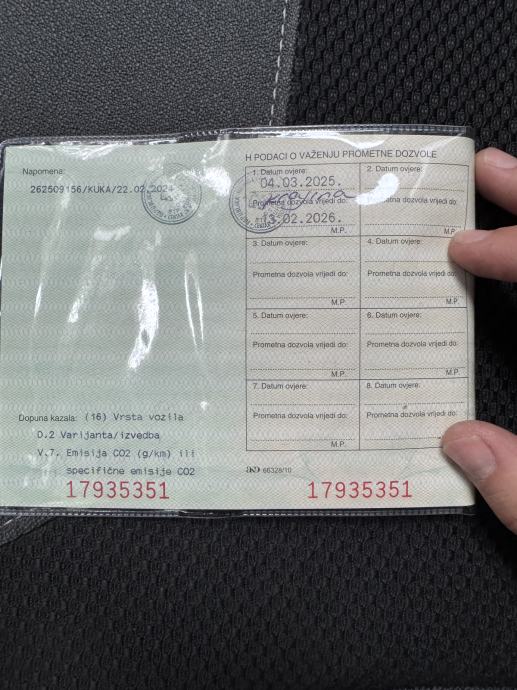 Napomena:
262509156/KUKA/22.02.2024
Dopuna kazala: (16) Vrsta vozila
D.2 Varijanta/izvedba
V.7. Emisija CO2 (g/km) ili
specifične emisije CO2
17935351
H PODACI O VAŽENJU PROMETNE DOZVOLE
1. Datum ovjere:
04.03.2025.
Prometna dozvola vrijedi do:
13.02.2026.
M.P.
2. Datum ovjere:
Prometna dozvola vrijedi do:
M.P.
3. Datum ovjere:
Prometna dozvola vrijedi do:
M.P.
4. Datum ovjere:
Prometna dozvola vrijedi do:
M.P.
5. Datum ovjere:
Prometna dozvola vrijedi do:
M.P.
6. Datum ovjere:
Prometna dozvola vrijedi do:
M.P.
7. Datum ovjere:
Prometna dozvola vrijedi do:
M.P.
8. Datum ovjere:
Prometna dozvola vrijedi do:
M.P.
66328/10
17935351